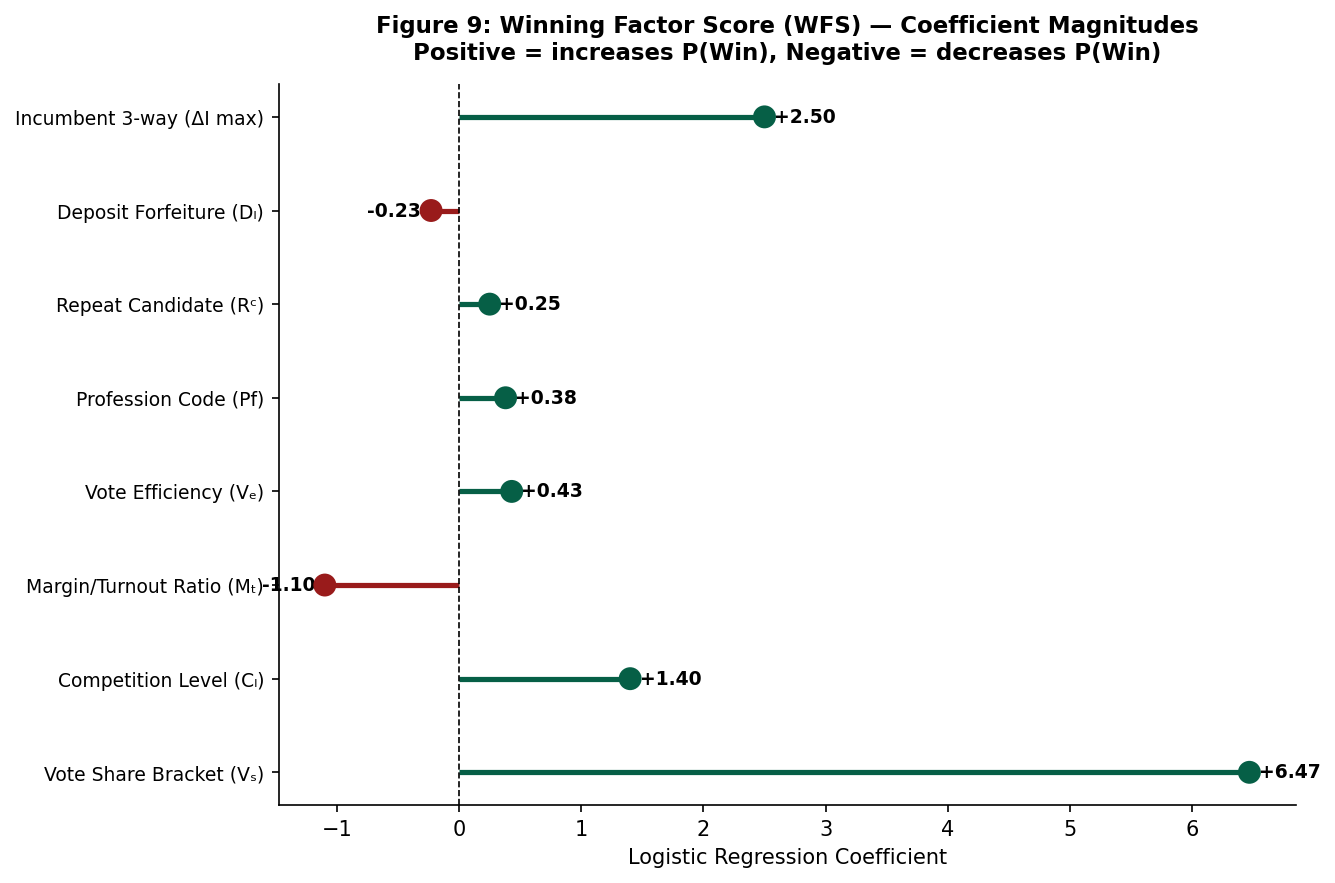 Figure 9: Winning Factor Score (WFS) — Coefficient Magnitudes
Positive = increases P(Win), Negative = decreases P(Win)
Incumbent 3-way (ΔI max)
+2.50
Deposit Forfeiture (Dₗ)
-0.23
Repeat Candidate (Rᶜ)
+0.25
Profession Code (Pf)
+0.38
Vote Efficiency (Vₑ)
+0.43
Margin/Turnout Ratio (Mₜ)
-1.10
Competition Level (Cₗ)
+1.40
Vote Share Bracket (Vₛ)
+6.47
−1 0 1 2 3 4 5 6
Logistic Regression Coefficient